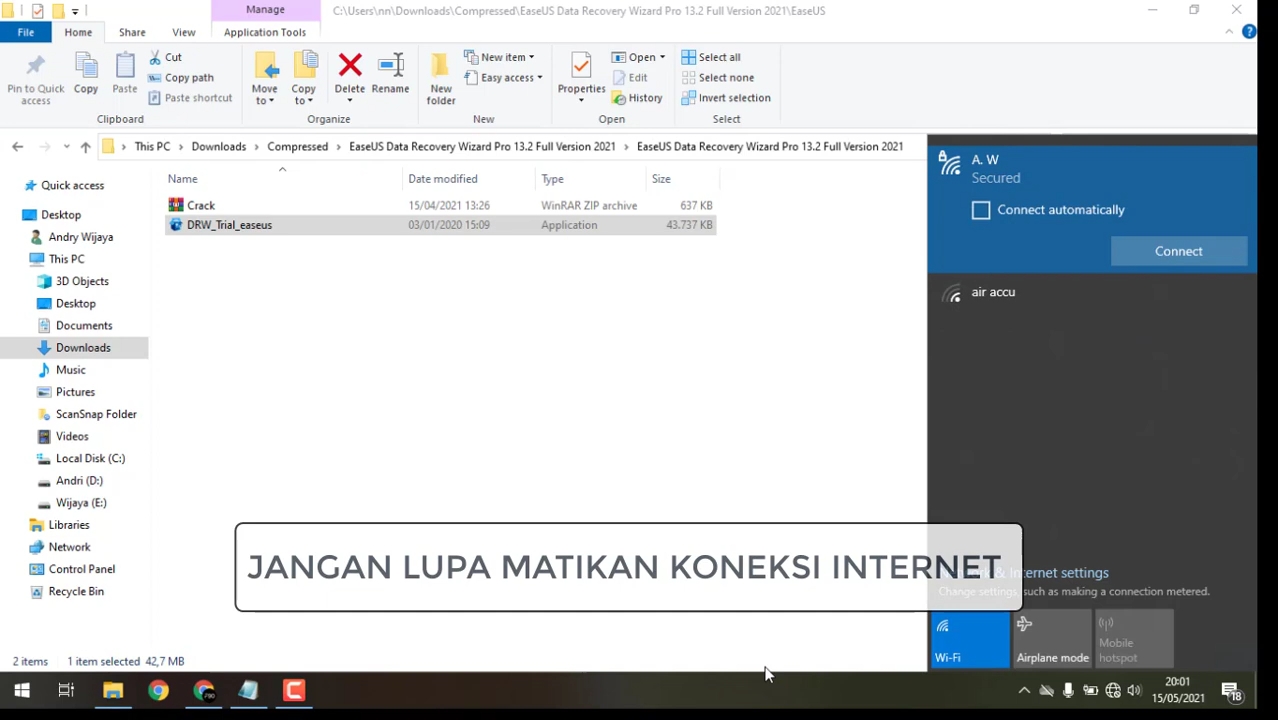 Manage
C:\Users\nn\Downloads\Compressed\EaseUS Data Recovery Wizard Pro 13.2 Full Version 2021\EaseUS
File
Home
Share
View
Application Tools
Pin to Quick
access
Copy
Paste
Cut
Copy path
Paste shortcut
Move
to
Copy
to
Delete
Rename
New
folder
New item
Easy access
Properties
Open
Edit
History
Select all
Select none
Invert selection
Clipboard
Organize
New
Open
Select
This PC
Downloads
Compressed
EaseUS Data Recovery Wizard Pro 13.2 Full Version 2021
EaseUS Data Recovery Wizard Pro 13.2 Full Version 2021
Name
Date modified
Type
Size
Crack
15/04/2021 13:26
WinRAR ZIP archive
637 KB
DRW_Trial_easeus
03/01/2020 15:09
Application
43.737 KB
Quick access
Desktop
Andry Wijaya
This PC
3D Objects
Desktop
Documents
Downloads
Music
Pictures
ScanSnap Folder
Videos
Local Disk (C:)
Andri (D:)
Wijaya (E:)
Libraries
Network
Control Panel
Recycle Bin
A. W
Secured
Connect automatically
Connect
air accu
JANGAN LUPA MATIKAN KONEKSI INTERNET
Network & Internet settings
Change settings, such as making a connection metered.
Wi-Fi
Airplane mode
Mobile
hotspot
2 items
1 item selected 42,7 MB
20:01
15/05/2021
18